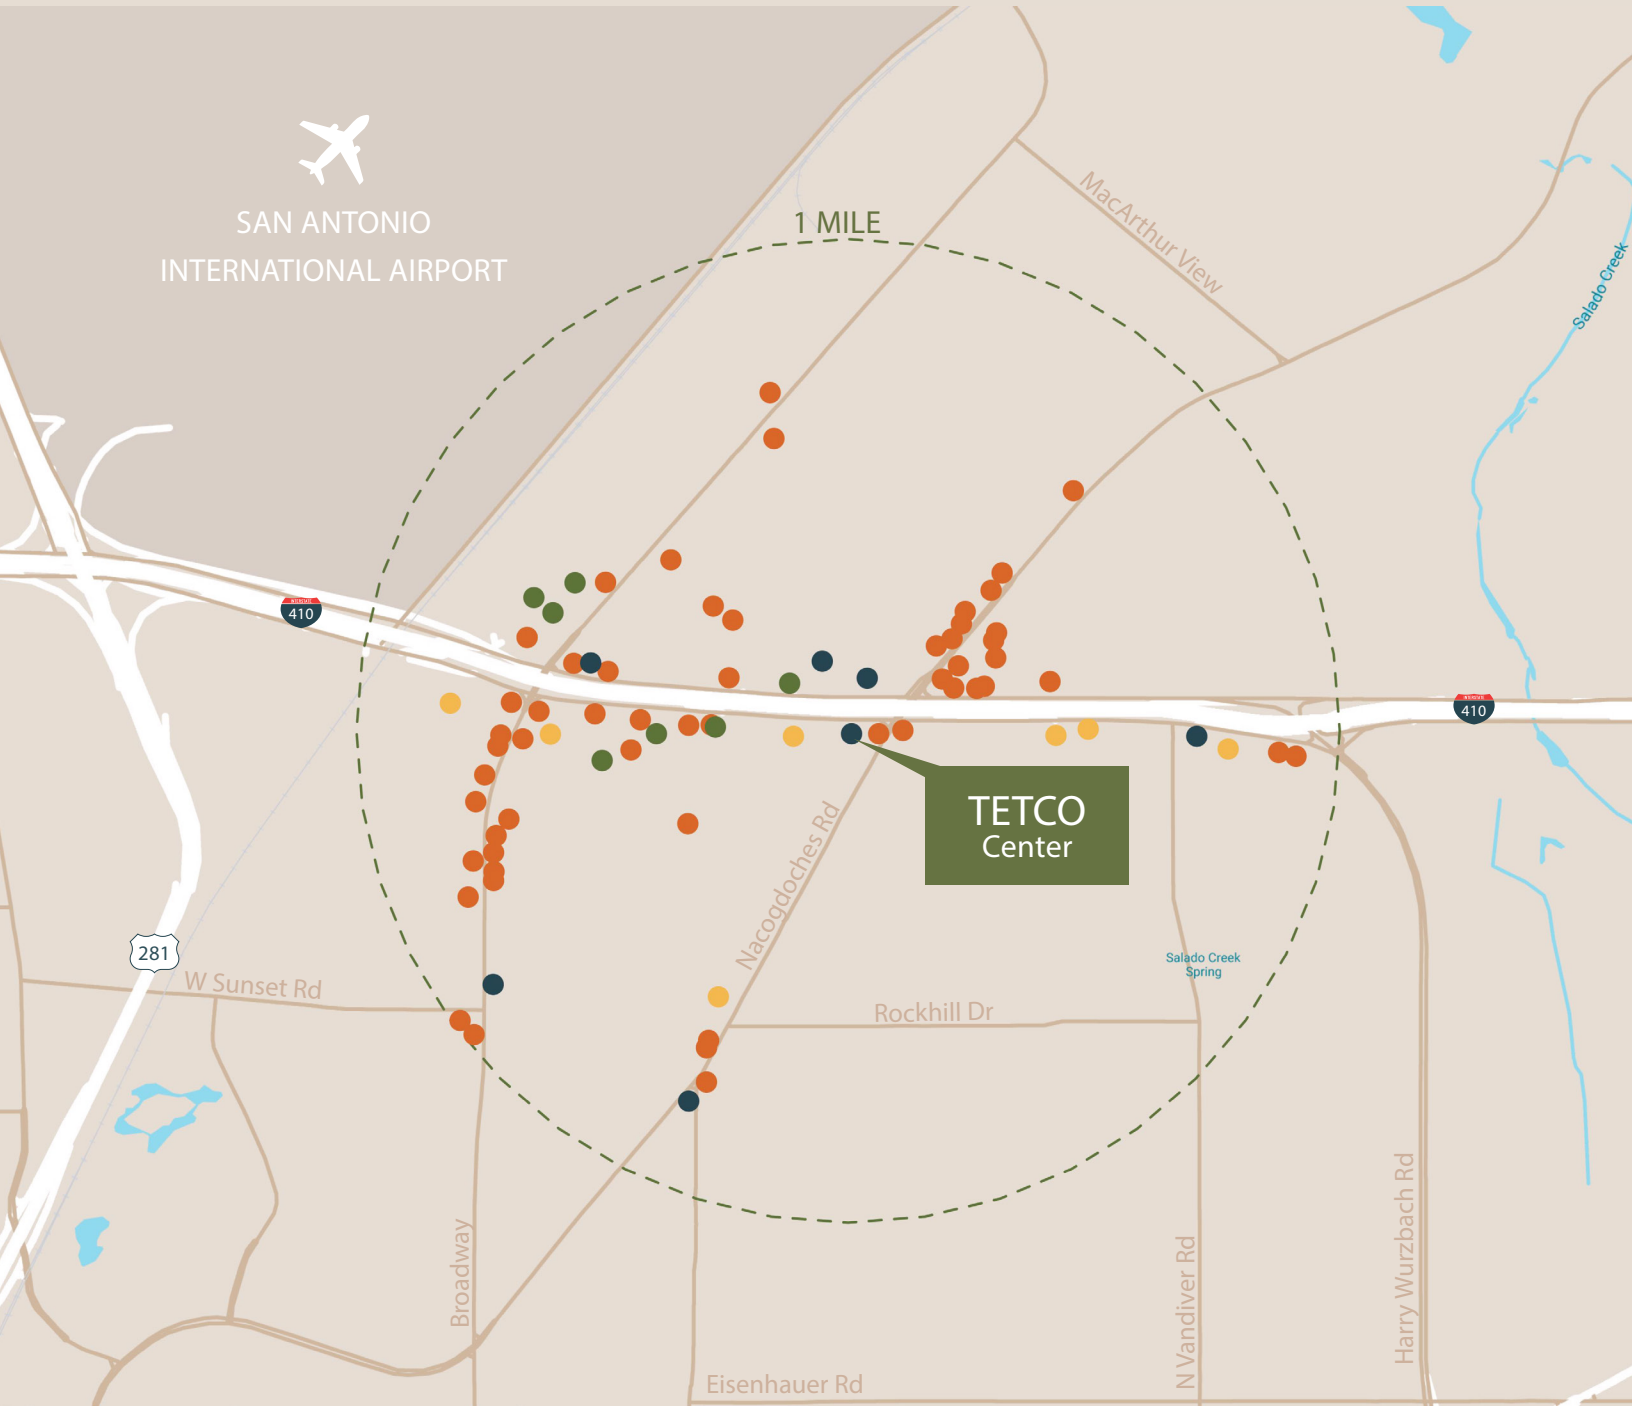 SAN ANTONIO
INTERNATIONAL AIRPORT
1 MILE
MacArthur View
Salado Creek
410
410
TETCO
Center
Nacogdoches Rd
281
W Sunset Rd
Salado Creek
Spring
Rockhill Dr
Broadway
N Vandiver Rd
Harry Wurzbach Rd
Eisenhauer Rd